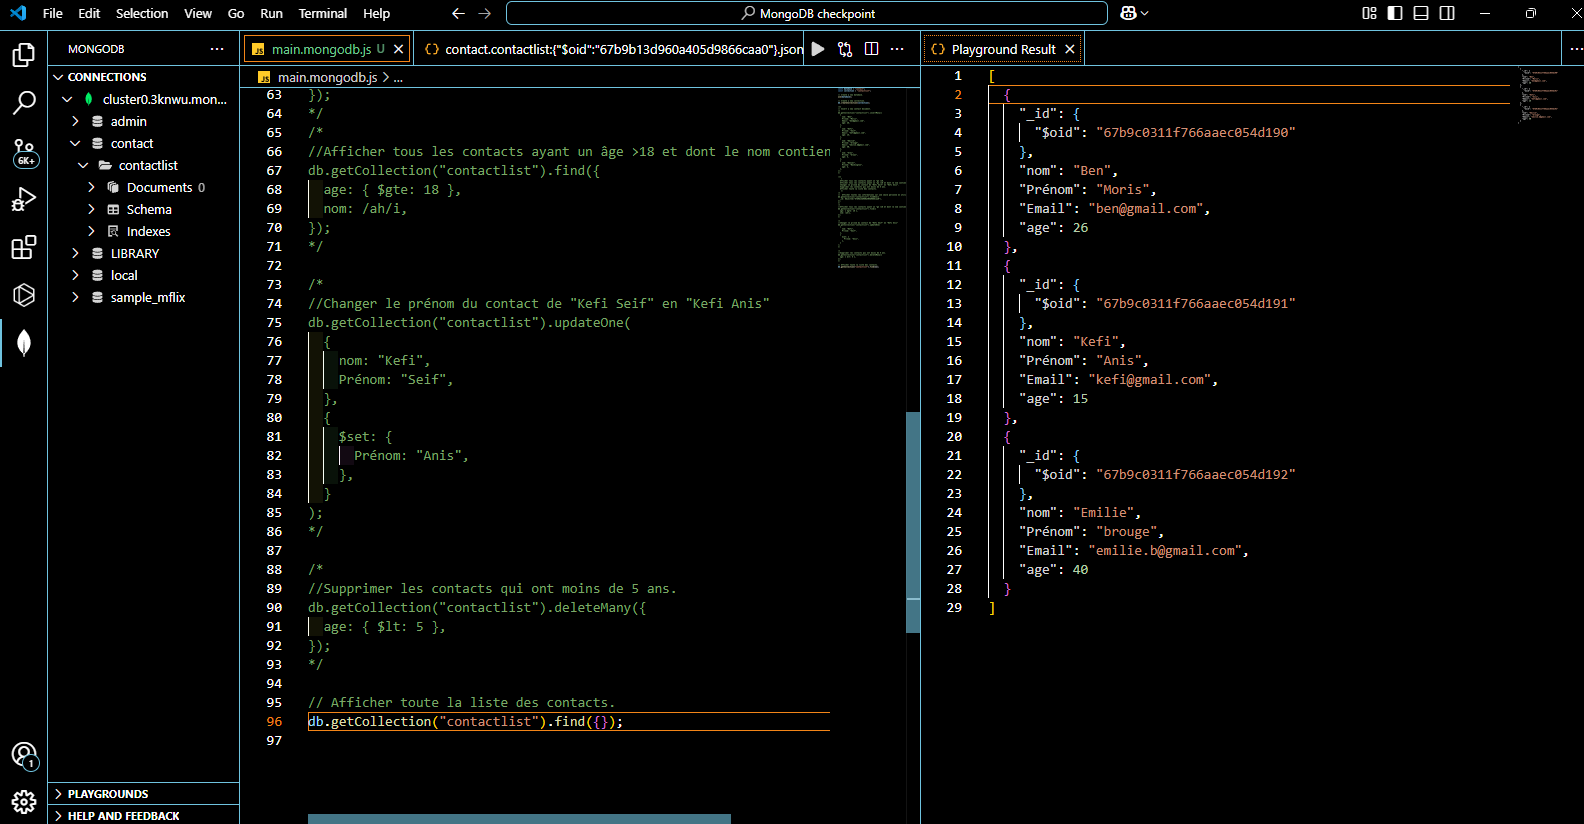 File Edit Selection View Go Run Terminal Help
MongoDB checkpoint
MONGODB
CONNECTIONS
cluster0.3knwu.mon...
admin
contact
contactlist
Documents 0
Schema
Indexes
LIBRARY
local
sample_mflix
PLAYGROUNDS
HELP AND FEEDBACK
6K+
1
JS main.mongodb.js U
{} contact.contactlist:{"$oid":"67b9b13d960a405d9866caa0"}.json
JS main.mongodb.js > ...
63 });
64 */
65 /*
66 //Afficher tous les contacts ayant un âge >18 et dont le nom contien
67 db.getCollection("contactlist").find({
68 age: { $gte: 18 },
69 nom: /ah/i,
70 });
71 */
72
73 /*
74 //Changer le prénom du contact de "Kefi Seif" en "Kefi Anis"
75 db.getCollection("contactlist").updateOne(
76 {
77 nom: "Kefi",
78 Prénom: "Seif",
79 },
80 {
81 $set: {
82 Prénom: "Anis",
83 },
84 }
85 );
86 */
87
88 /*
89 //Supprimer les contacts qui ont moins de 5 ans.
90 db.getCollection("contactlist").deleteMany({
91 age: { $lt: 5 },
92 });
93 */
94
95 // Afficher toute la liste des contacts.
96 db.getCollection("contactlist").find({});
97
{} Playground Result
1 [
2 {
3 "_id": {
4 "$oid": "67b9c0311f766aaec054d190"
5 },
6 "nom": "Ben",
7 "Prénom": "Moris",
8 "Email": "ben@gmail.com",
9 "age": 26
10 },
11 {
12 "_id": {
13 "$oid": "67b9c0311f766aaec054d191"
14 },
15 "nom": "Kefi",
16 "Prénom": "Anis",
17 "Email": "kefi@gmail.com",
18 "age": 15
19 },
20 {
21 "_id": {
22 "$oid": "67b9c0311f766aaec054d192"
23 },
24 "nom": "Emilie",
25 "Prénom": "brouge",
26 "Email": "emilie.b@gmail.com",
27 "age": 40
28 }
29 ]